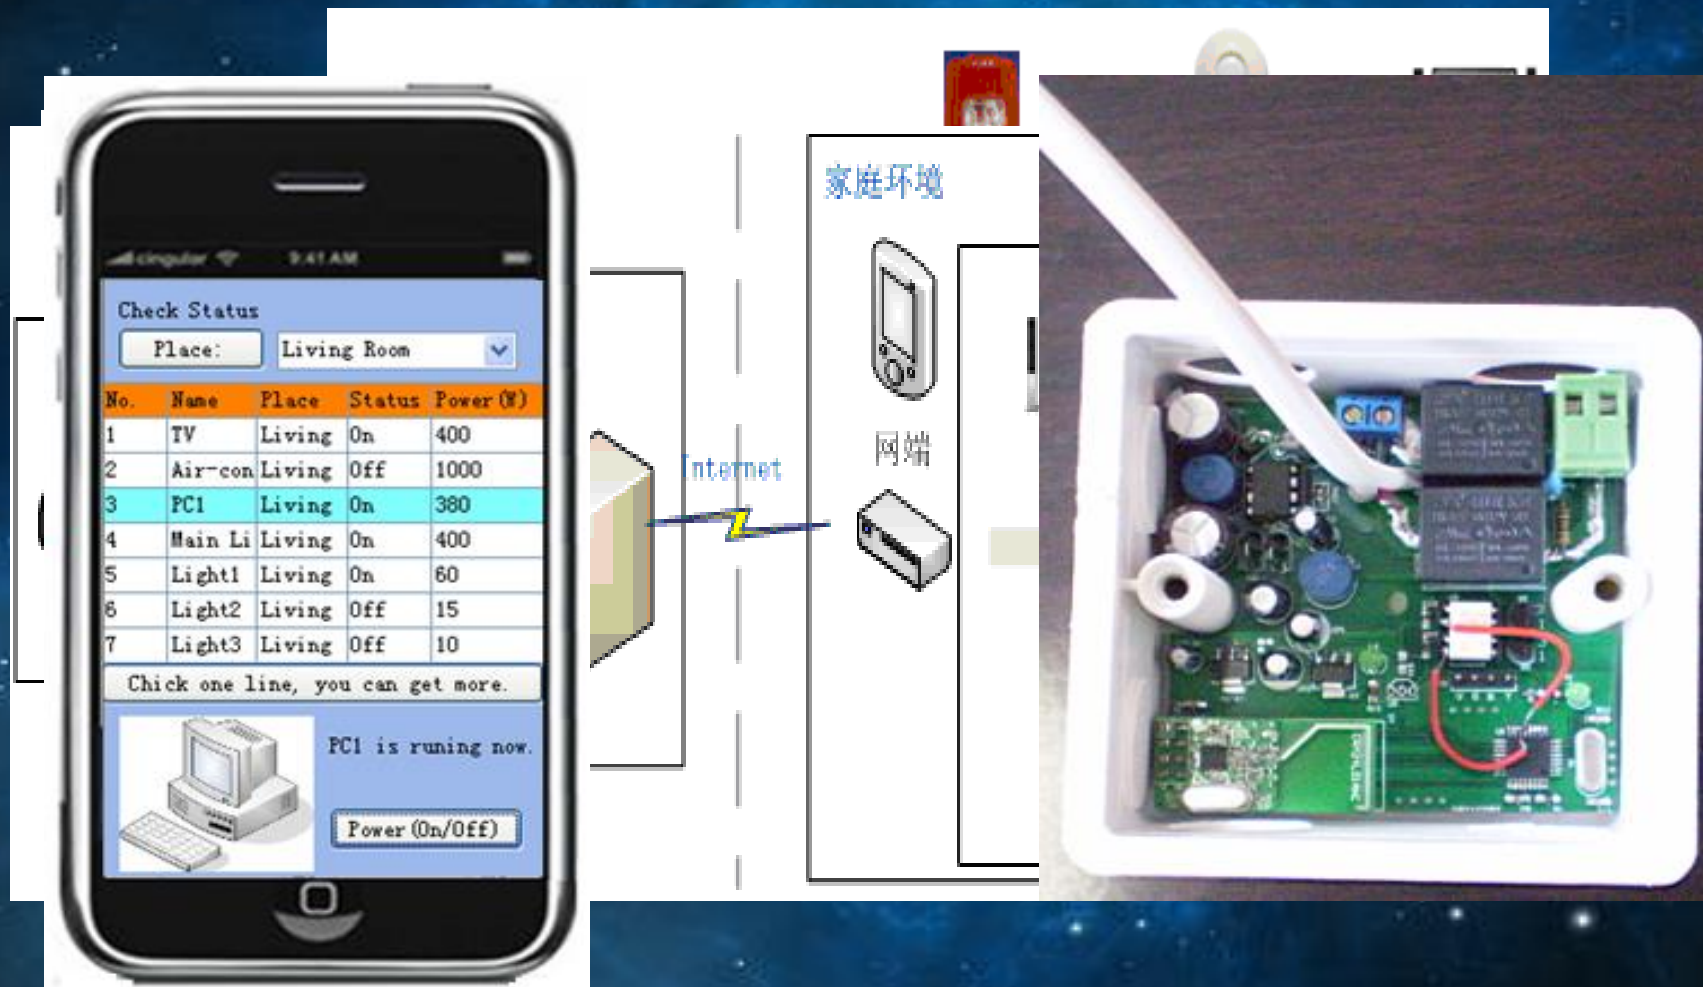 cingular 9:41 AM
Check Status
Place: Living Room
No. Name Place Status Power(W)
1 TV Living On 400
2 Air-con Living Off 1000
3 PC1 Living On 380
4 Main Li Living On 400
5 Light1 Living On 60
6 Light2 Living Off 15
7 Light3 Living Off 10
Chick one line, you can get more.
PC1 is runing now.
Power(On/Off)
Internet
家庭环境
网端